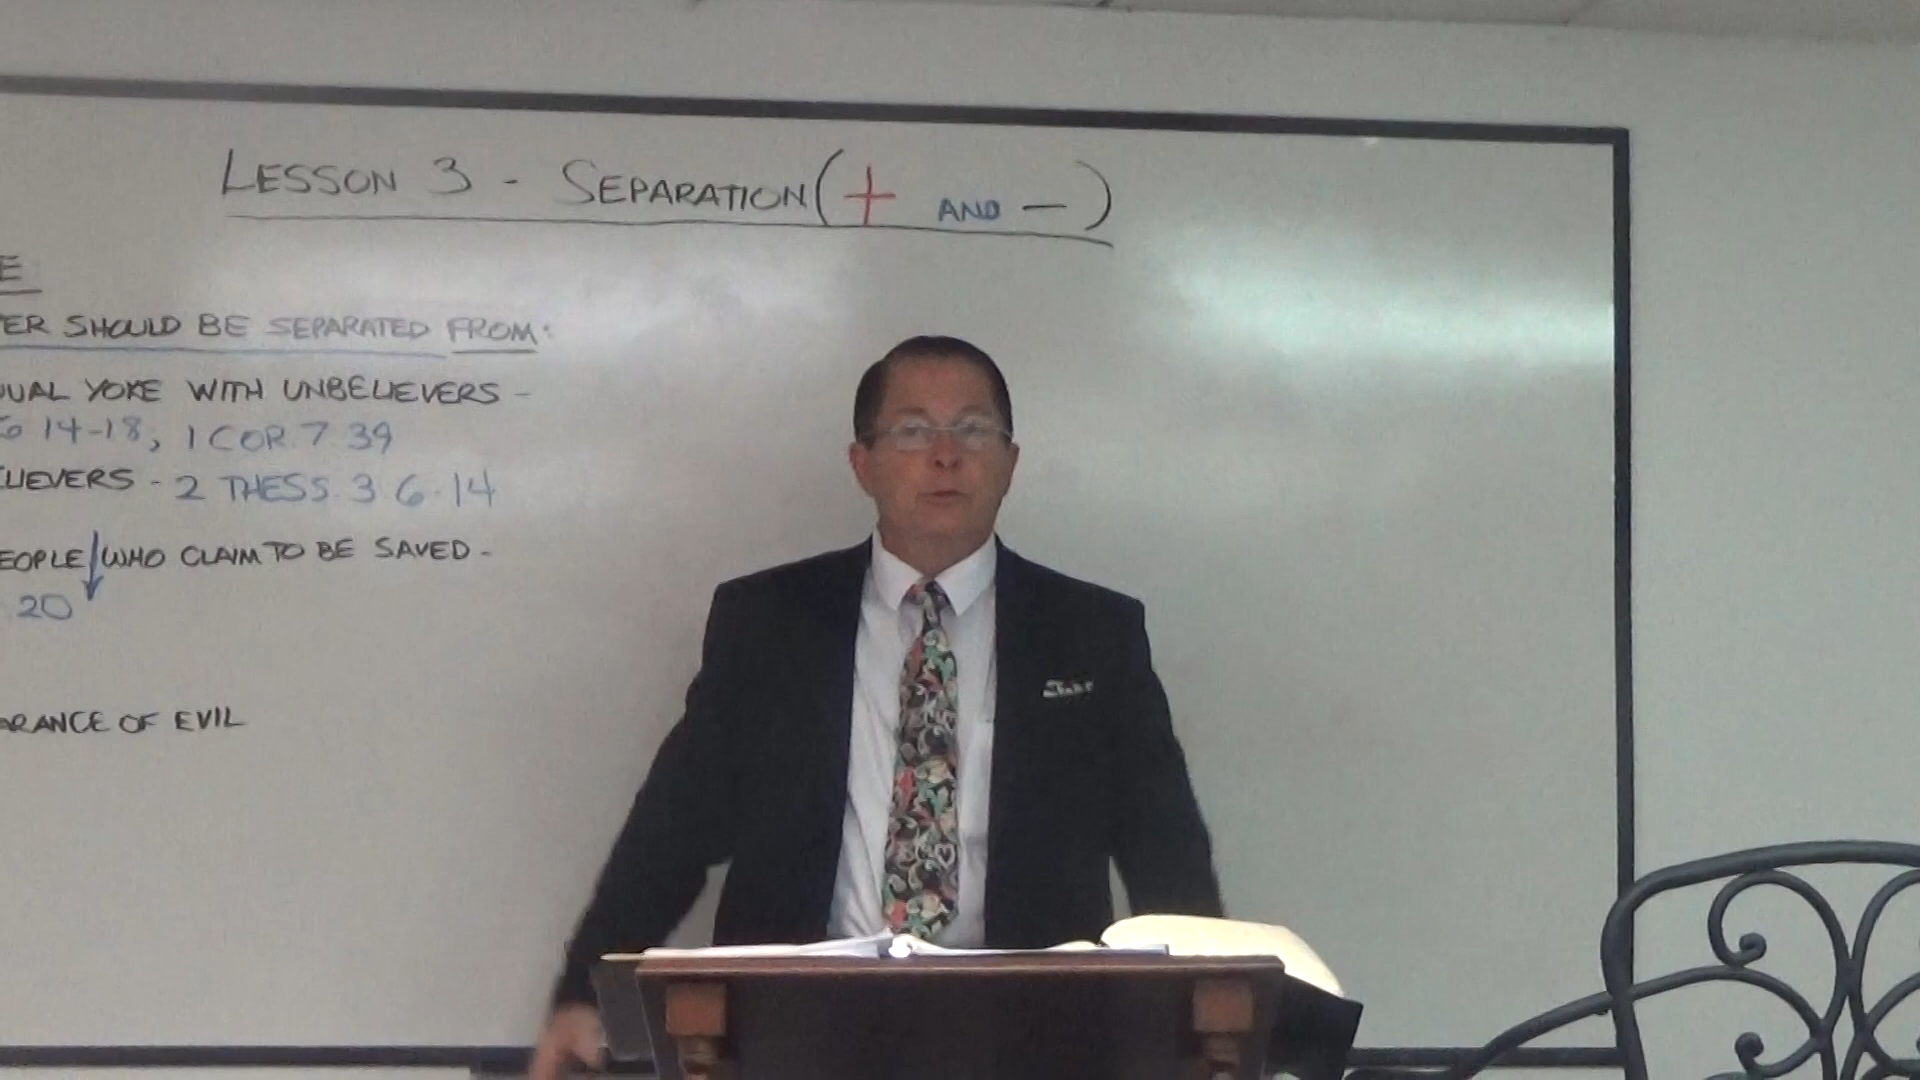 LESSON 3 - SEPARATION (+ AND -)
E
ER SHOULD BE SEPARATED FROM:
UAL YOKE WITH UNBELIEVERS -
6 14-18, 1 COR 7 39
LIEVERS - 2 THESS. 3 6-14
EOPLE WHO CLAIM TO BE SAVED -
20
ARANCE OF EVIL